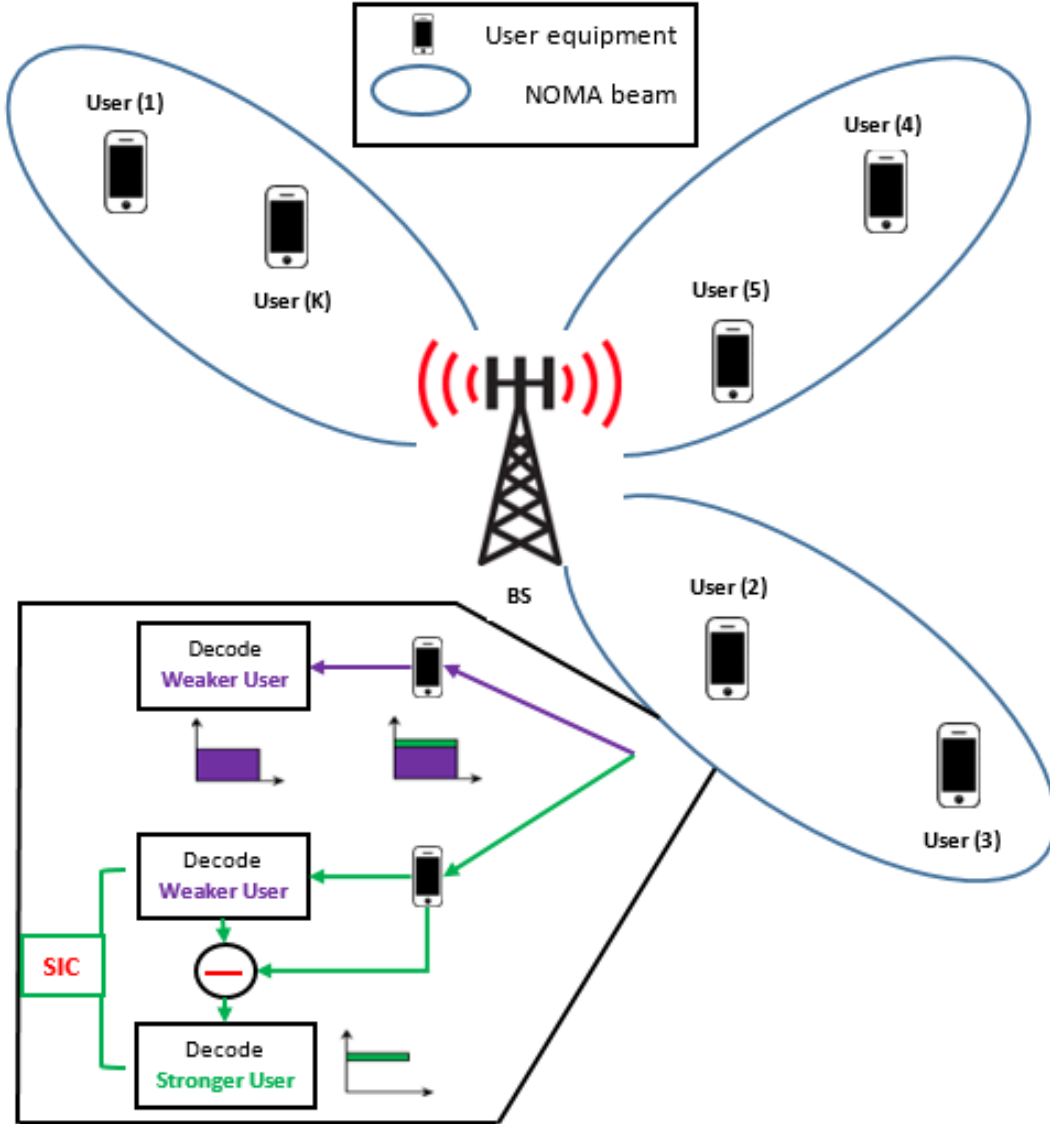 User equipment
NOMA beam
User (1)
User (K)
User (4)
User (5)
BS
User (2)
User (3)
Decode
Weaker User
Decode
Weaker User
SIC
Decode
Stronger User